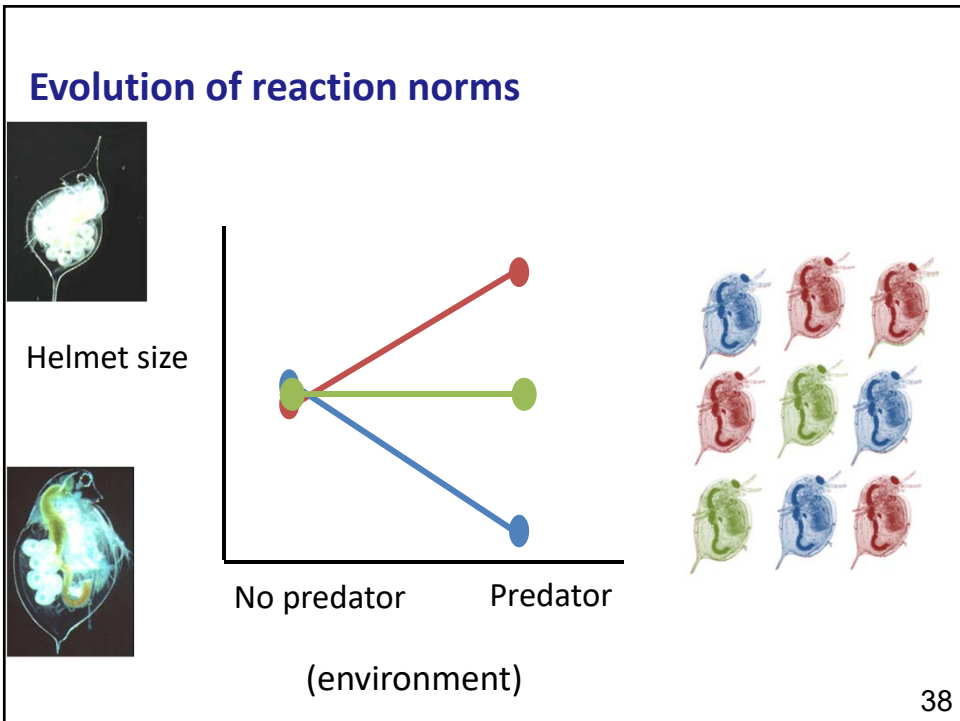 Evolution of reaction norms
Helmet size
No predator
Predator
(environment)
38